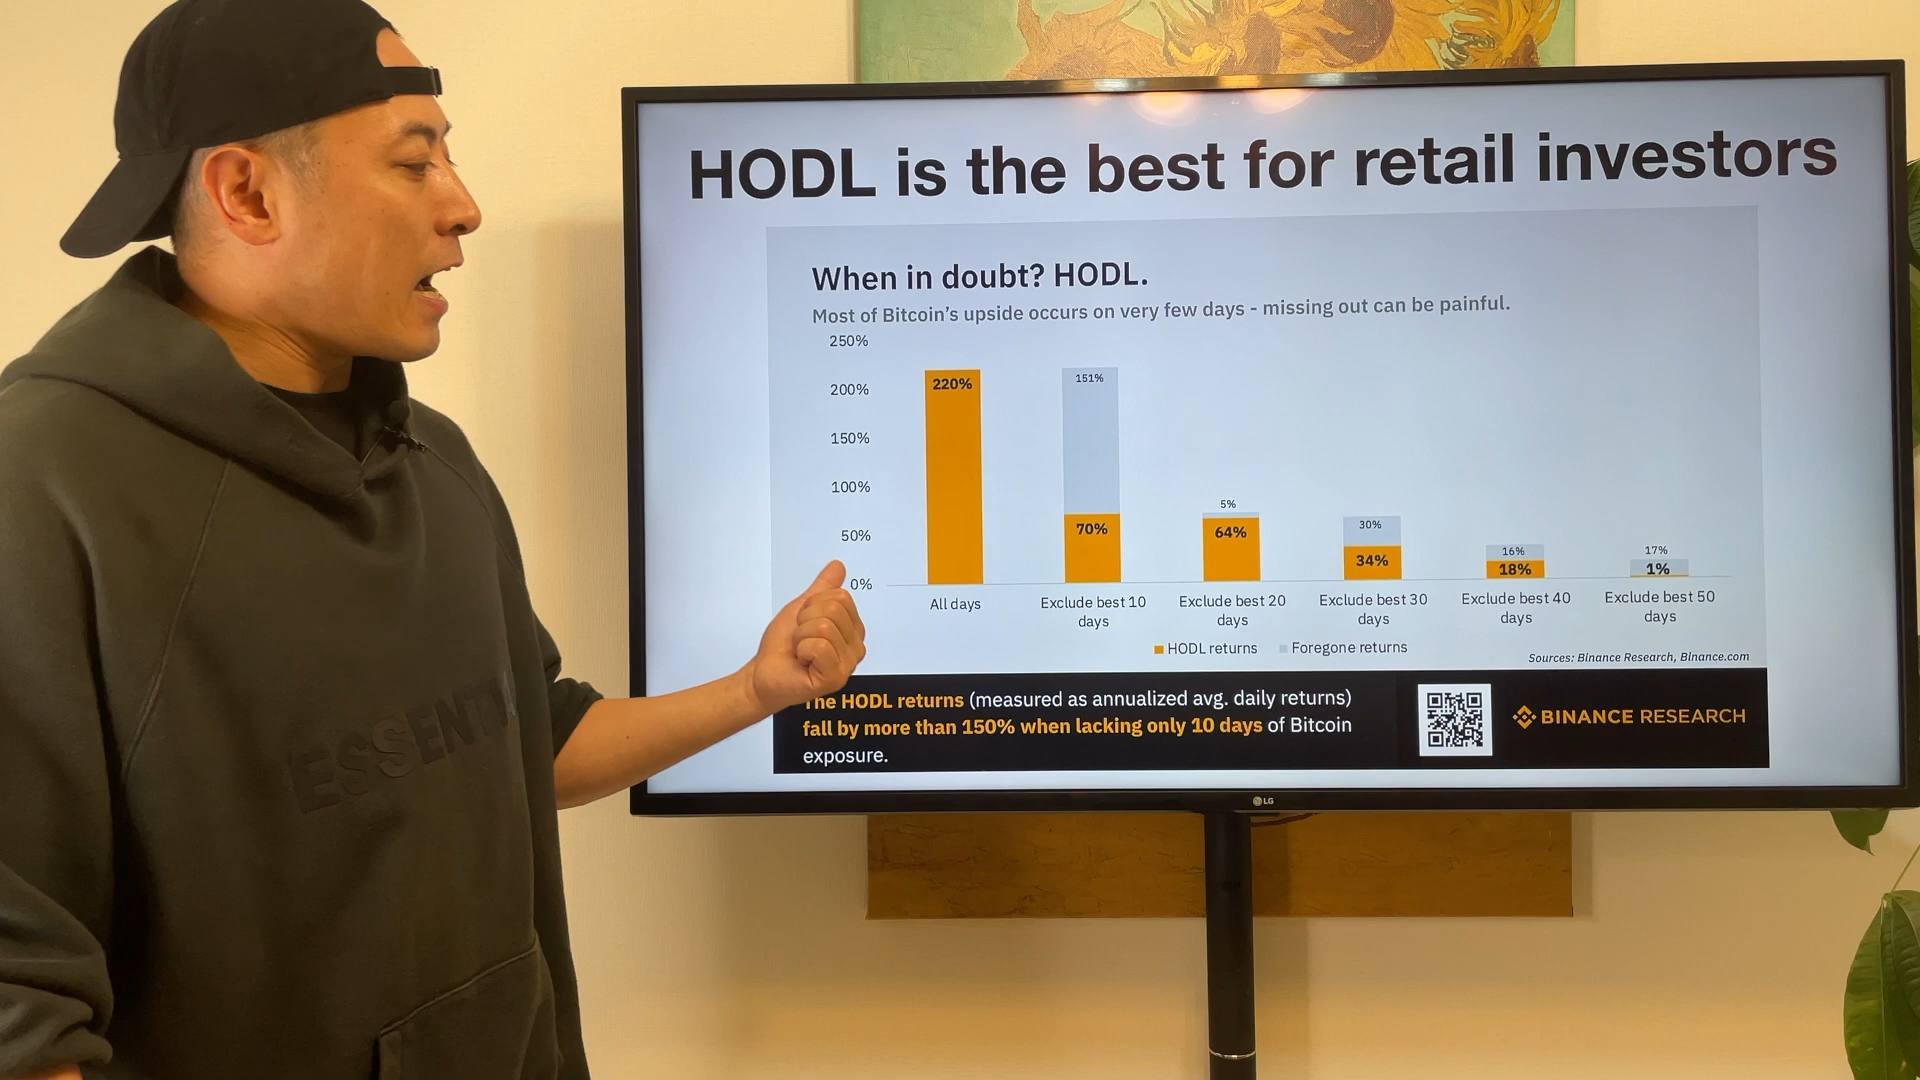 HODL is the best for retail investors
When in doubt? HODL.
Most of Bitcoin's upside occurs on very few days - missing out can be painful.
250%
200%
150%
100%
50%
0%
220%
151%
70%
5%
64%
30%
34%
16%
18%
17%
1%
All days
Exclude best 10
days
Exclude best 20
days
Exclude best 30
days
Exclude best 40
days
Exclude best 50
days
HODL returns
Foregone returns
Sources: Binance Research, Binance.com
The HODL returns (measured as annualized avg. daily returns)
fall by more than 150% when lacking only 10 days of Bitcoin
exposure.
BINANCE RESEARCH
LG